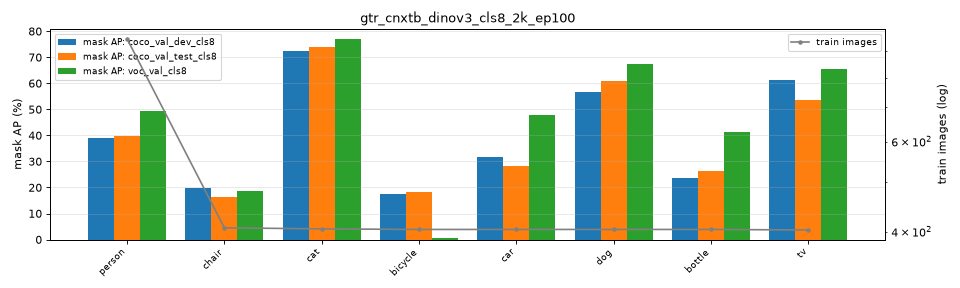 gtr_cnxtb_dinov3_cls8_2k_ep100
mask AP: coco_val_dev_cls8
mask AP: coco_val_test_cls8
mask AP: voc_val_cls8
train images
mask AP (%)
80
70
60
50
40
30
20
10
0
6 × 10²
4 × 10²
train images (log)
person
chair
cat
bicycle
car
dog
bottle
tv